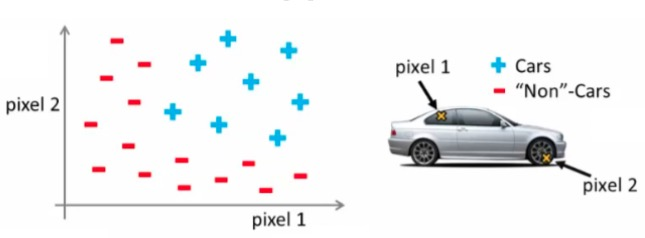 pixel 2
pixel 1
pixel 1
Cars
"Non"-Cars
pixel 2